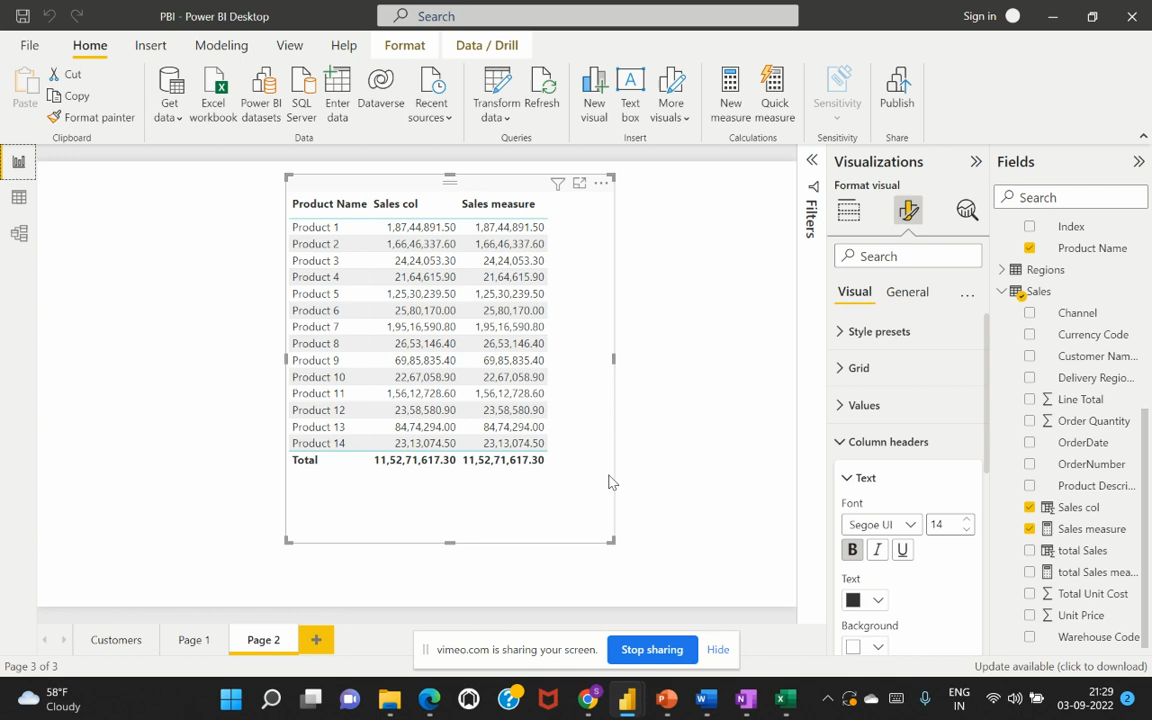 PBI - Power BI Desktop
Search
Sign in
File
Home
Insert
Modeling
View
Help
Format
Data / Drill
Paste
Cut
Copy
Format painter
Clipboard
Get data
Excel workbook
Power BI datasets
SQL Server
Enter data
Dataverse
Recent sources
Data
Transform data
Refresh
Queries
New visual
Text box
More visuals
Insert
New measure
Quick measure
Calculations
Sensitivity
Sensitivity
Publish
Share
Product Name Sales col Sales measure
Product 1 1,87,44,891.50 1,87,44,891.50
Product 2 1,66,46,337.60 1,66,46,337.60
Product 3 24,24,053.30 24,24,053.30
Product 4 21,64,615.90 21,64,615.90
Product 5 1,25,30,239.50 1,25,30,239.50
Product 6 25,80,170.00 25,80,170.00
Product 7 1,95,16,590.80 1,95,16,590.80
Product 8 26,53,146.40 26,53,146.40
Product 9 69,85,835.40 69,85,835.40
Product 10 22,67,058.90 22,67,058.90
Product 11 1,56,12,728.60 1,56,12,728.60
Product 12 23,58,580.90 23,58,580.90
Product 13 84,74,294.00 84,74,294.00
Product 14 23,13,074.50 23,13,074.50
Total 11,52,71,617.30 11,52,71,617.30
Filters
Visualizations
Format visual
Search
Visual
General
...
Style presets
Grid
Values
Column headers
Text
Font
Segoe UI
14
B
I
U
Text
Background
Fields
Search
Index
Product Name
Regions
Sales
Channel
Currency Code
Customer Nam...
Delivery Regio...
Line Total
Order Quantity
OrderDate
OrderNumber
Product Descri...
Sales col
Sales measure
total Sales
total Sales mea...
Total Unit Cost
Unit Price
Warehouse Code
Customers
Page 1
Page 2
vimeo.com is sharing your screen.
Stop sharing
Hide
Page 3 of 3
Update available (click to download)
58°F
Cloudy
ENG
IN
21:29
03-09-2022
2